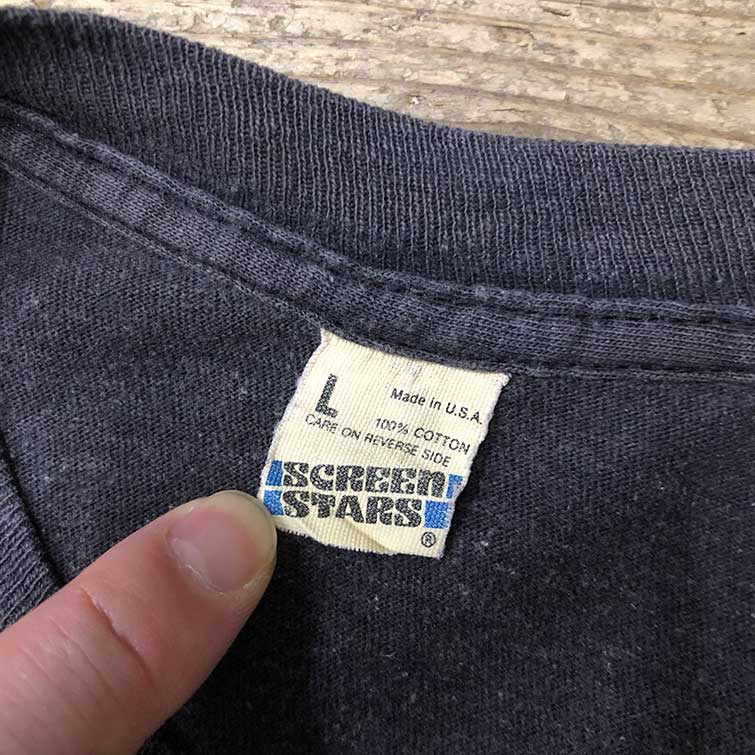 L
Made in U.S.A.
100% COTTON
CARE ON REVERSE SIDE
SCREEN
STARS
®